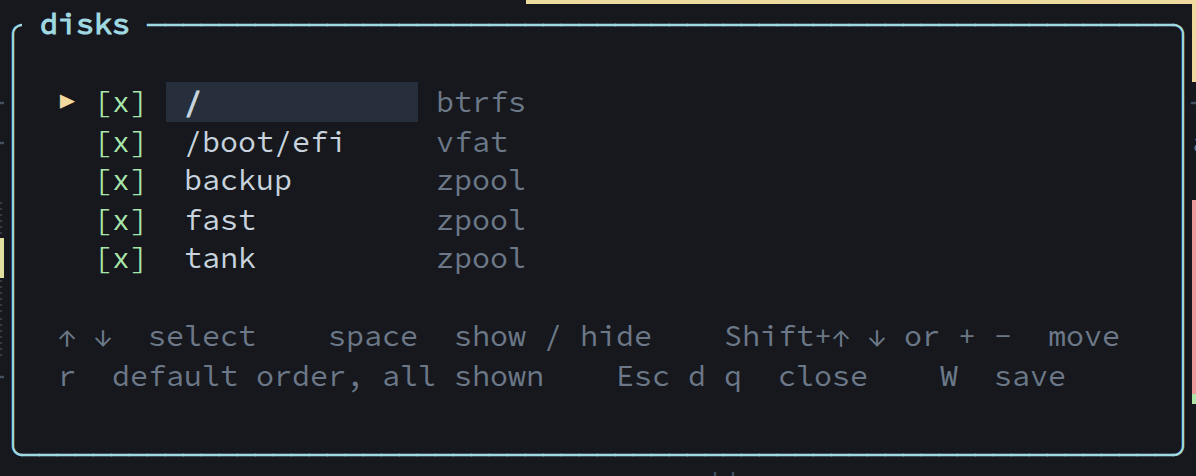 disks
► [x] / btrfs
[x] /boot/efi vfat
[x] backup zpool
[x] fast zpool
[x] tank zpool
↑ ↓ select space show / hide Shift+↑ ↓ or + - move
r default order, all shown Esc d q close W save